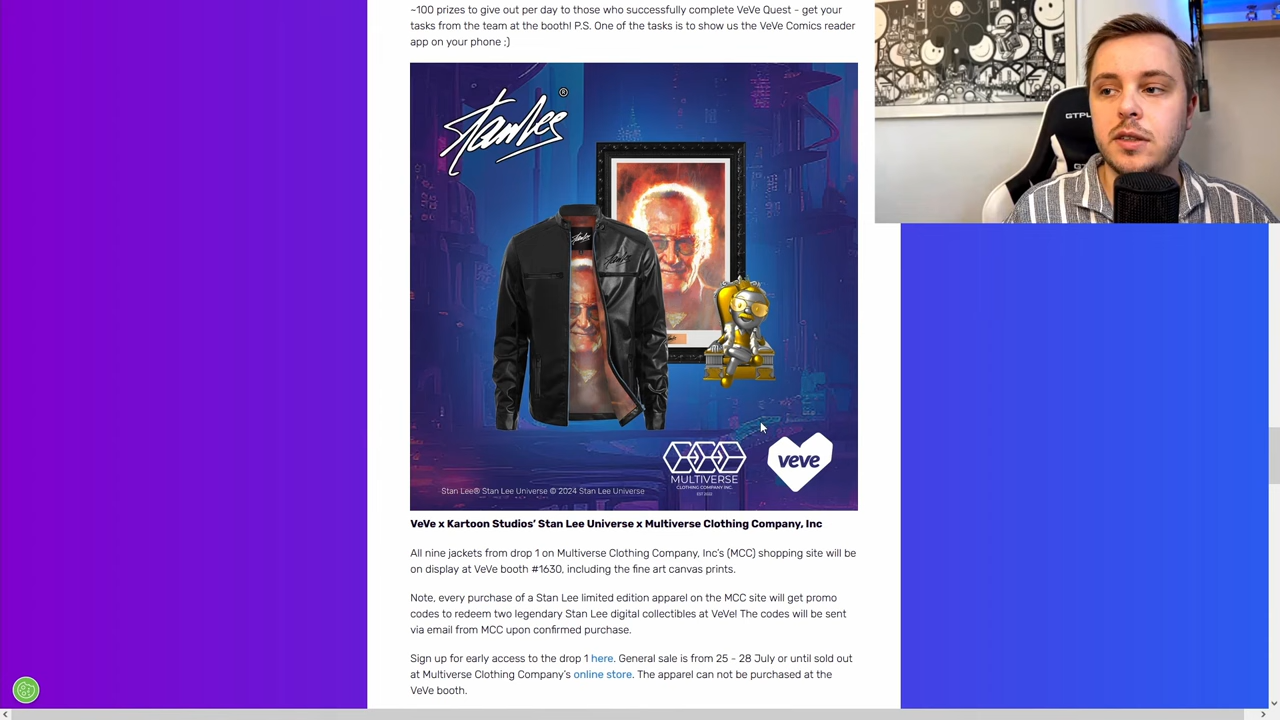 ~100 prizes to give out per day to those who successfully complete VeVe Quest - get your
tasks from the team at the booth! P.S. One of the tasks is to show us the VeVe Comics reader
app on your phone ;)
Stan Lee ®
MULTIVERSE
CLOTHING COMPANY INC.
EST 2022
veve
Stan Lee® Stan Lee Universe © 2024 Stan Lee Universe
GTPL
VeVe x Kartoon Studios’ Stan Lee Universe x Multiverse Clothing Company, Inc
All nine jackets from drop 1 on Multiverse Clothing Company, Inc's (MCC) shopping site will be
on display at VeVe booth #1630, including the fine art canvas prints.
Note, every purchase of a Stan Lee limited edition apparel on the MCC site will get promo
codes to redeem two legendary Stan Lee digital collectibles at VeVe! The codes will be sent
via email from MCC upon confirmed purchase.
Sign up for early access to the drop 1 here. General sale is from 25 - 28 July or until sold out
at Multiverse Clothing Company's online store. The apparel can not be purchased at the
VeVe booth.